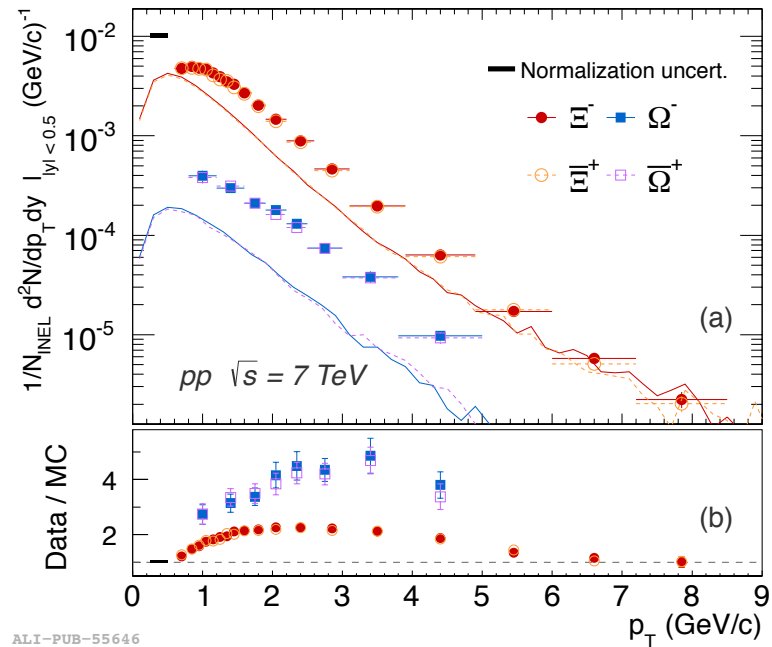 1/N_INEL d²N/dp_Tdy |_|y|<0.5 (GeV/c)⁻¹
10⁻²
10⁻³
10⁻⁴
10⁻⁵
Normalization uncert.
Ξ⁻ Ω⁻
Ξ̅⁺ Ω̅⁺
(a)
pp √s = 7 TeV
Data / MC
4
2
(b)
0 1 2 3 4 5 6 7 8 9
p_T (GeV/c)
ALI-PUB-55646